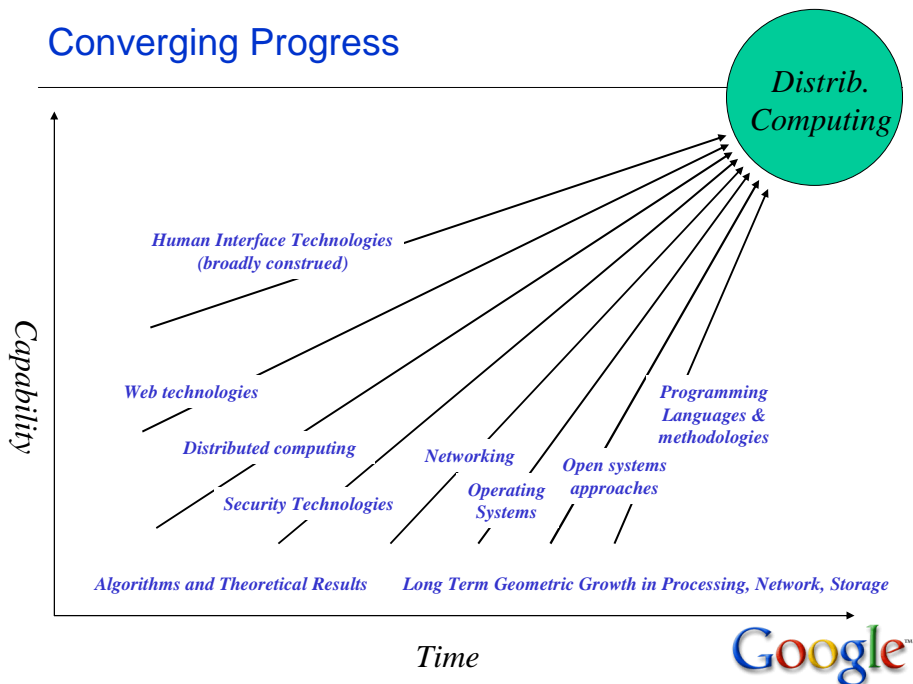 Converging Progress
Distrib.
Computing
Human Interface Technologies
(broadly construed)
Capability
Web technologies
Programming
Languages &
methodologies
Distributed computing
Networking
Open systems
approaches
Security Technologies
Operating
Systems
Algorithms and Theoretical Results
Long Term Geometric Growth in Processing, Network, Storage
Time
Google™